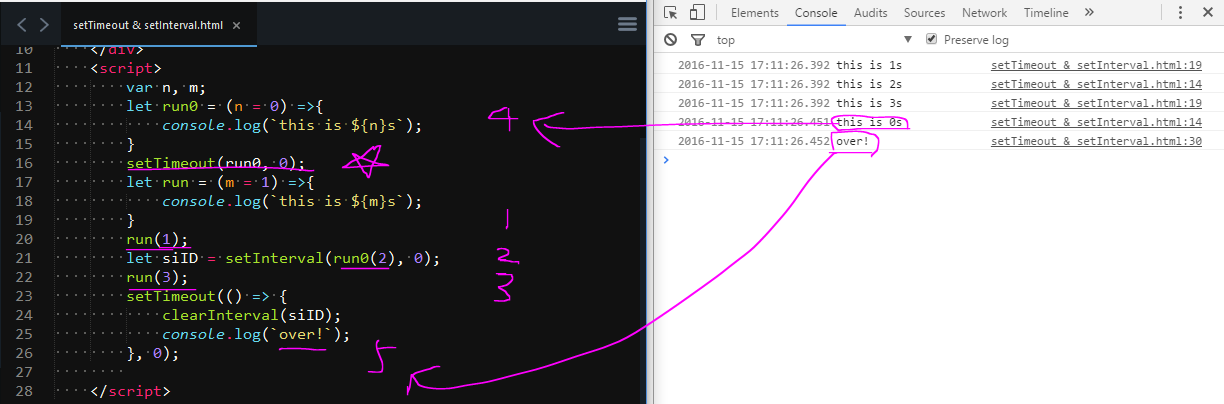 setTimeout & setInterval.html ×
10 </div>
11 <script>
12 var n, m;
13 let run0 = (n = 0) =>{
14 console.log(`this is ${n}s`);
15 }
16 setTimeout(run0, 0);
17 let run = (m = 1) =>{
18 console.log(`this is ${m}s`);
19 }
20 run(1);
21 let siID = setInterval(run0(2), 0);
22 run(3);
23 setTimeout(() => {
24 clearInterval(siID);
25 console.log(`over!`);
26 }, 0);
27
28 </script>
4
1
2
3
5
Elements Console Audits Sources Network Timeline »
top Preserve log
2016-11-15 17:11:26.392 this is 1s setTimeout & setInterval.html:19
2016-11-15 17:11:26.392 this is 2s setTimeout & setInterval.html:14
2016-11-15 17:11:26.392 this is 3s setTimeout & setInterval.html:19
2016-11-15 17:11:26.451 this is 0s setTimeout & setInterval.html:14
2016-11-15 17:11:26.452 over! setTimeout & setInterval.html:30
>